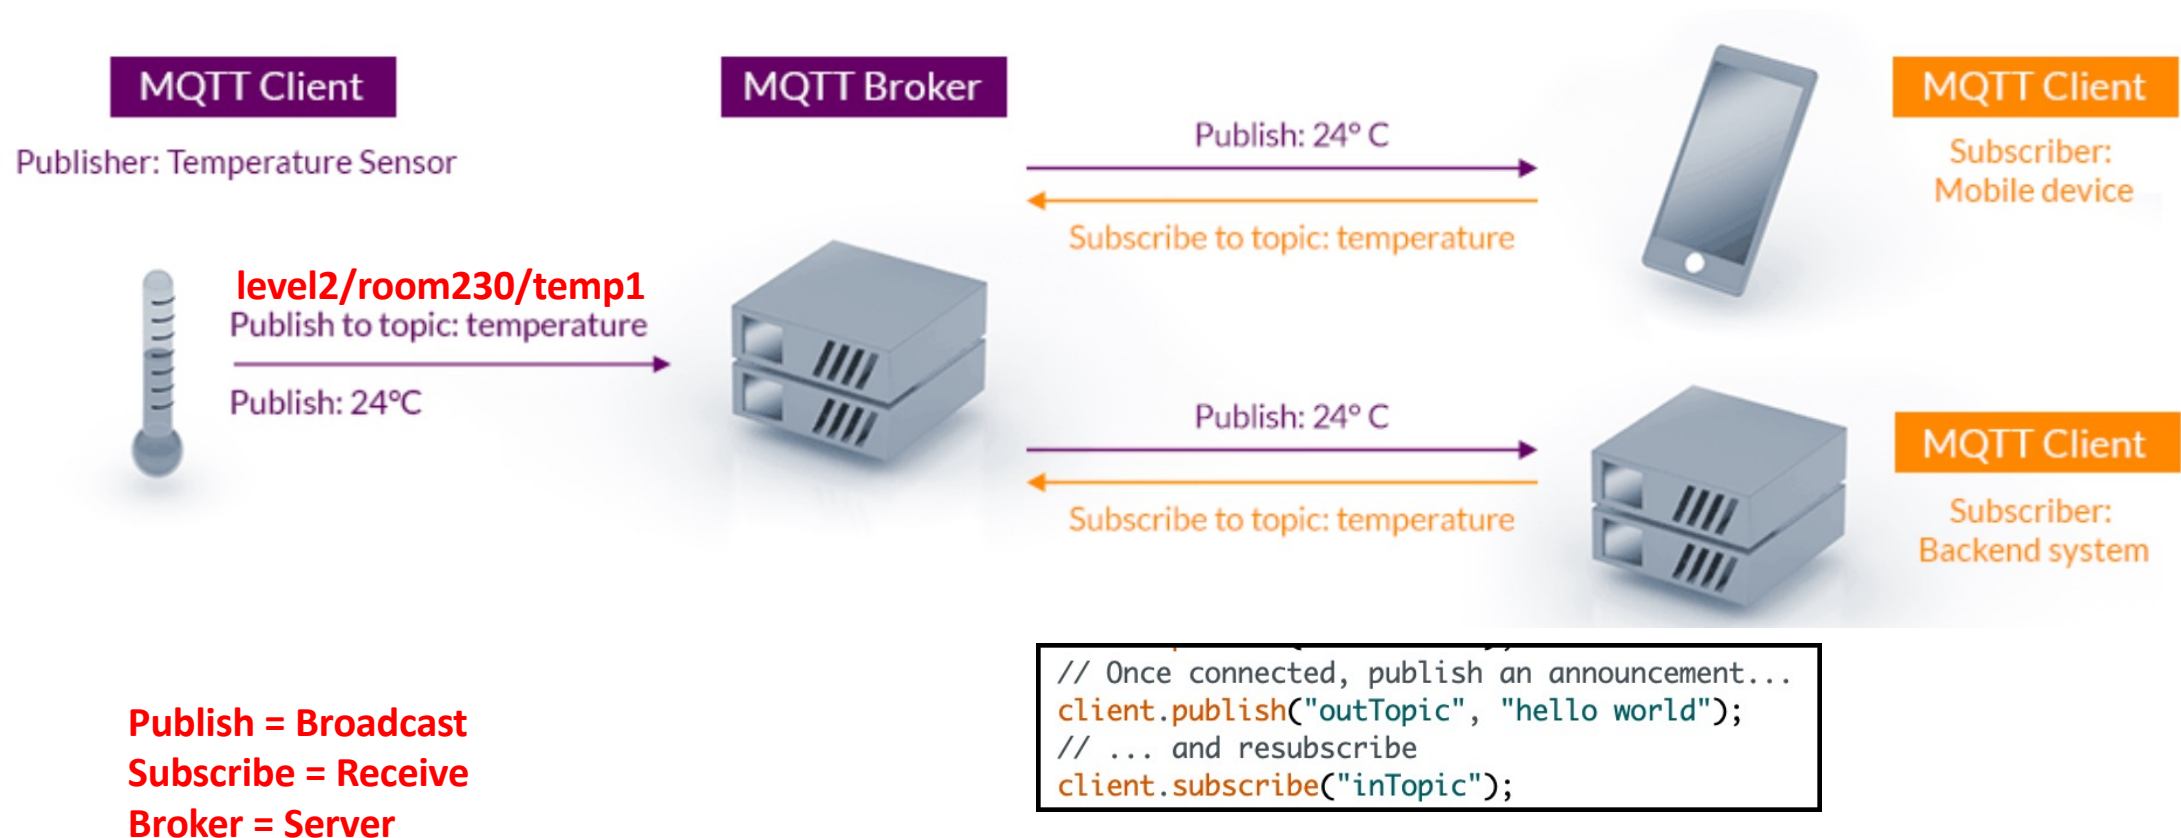 MQTT Client
Publisher: Temperature Sensor
level2/room230/temp1
Publish to topic: temperature
Publish: 24°C
MQTT Broker
Publish: 24° C
Subscribe to topic: temperature
MQTT Client
Subscriber:
Mobile device
Publish: 24° C
Subscribe to topic: temperature
MQTT Client
Subscriber:
Backend system
Publish = Broadcast
Subscribe = Receive
Broker = Server
// Once connected, publish an announcement...
client.publish("outTopic", "hello world");
// ... and resubscribe
client.subscribe("inTopic");